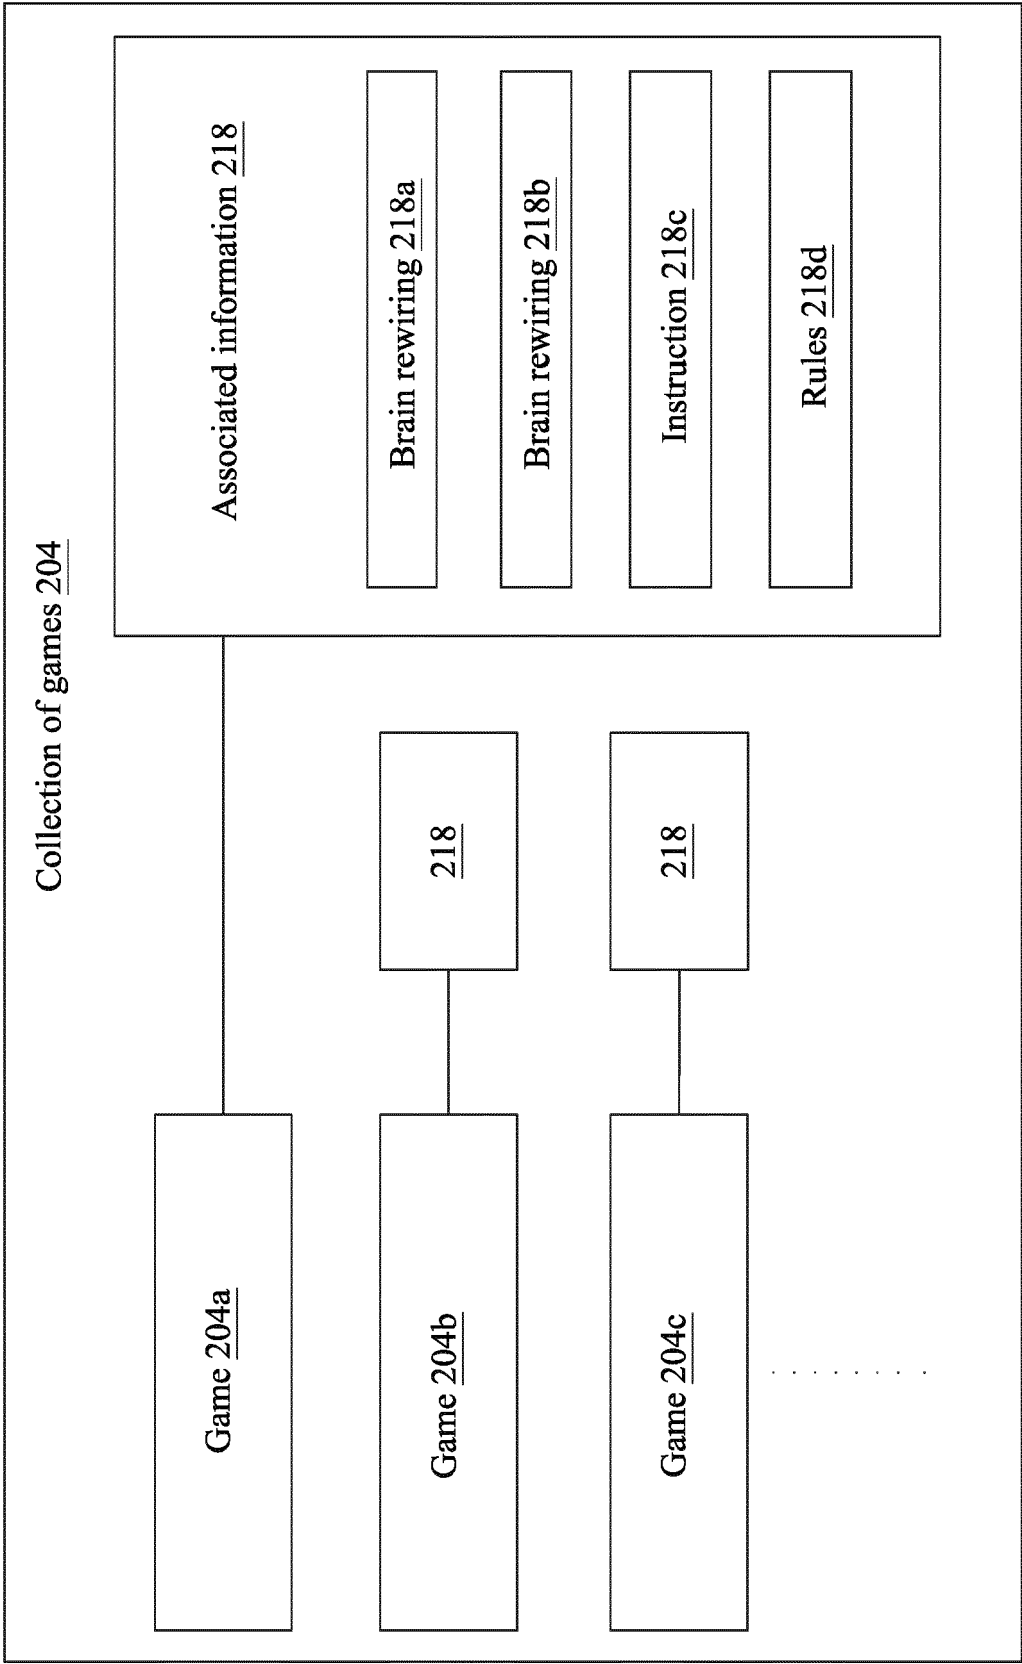 Collection of games 204
Game 204a
Associated information 218
Brain rewiring 218a
Brain rewiring 218b
Instruction 218c
Rules 218d
Game 204b
218
Game 204c
218
. . . . . . . .